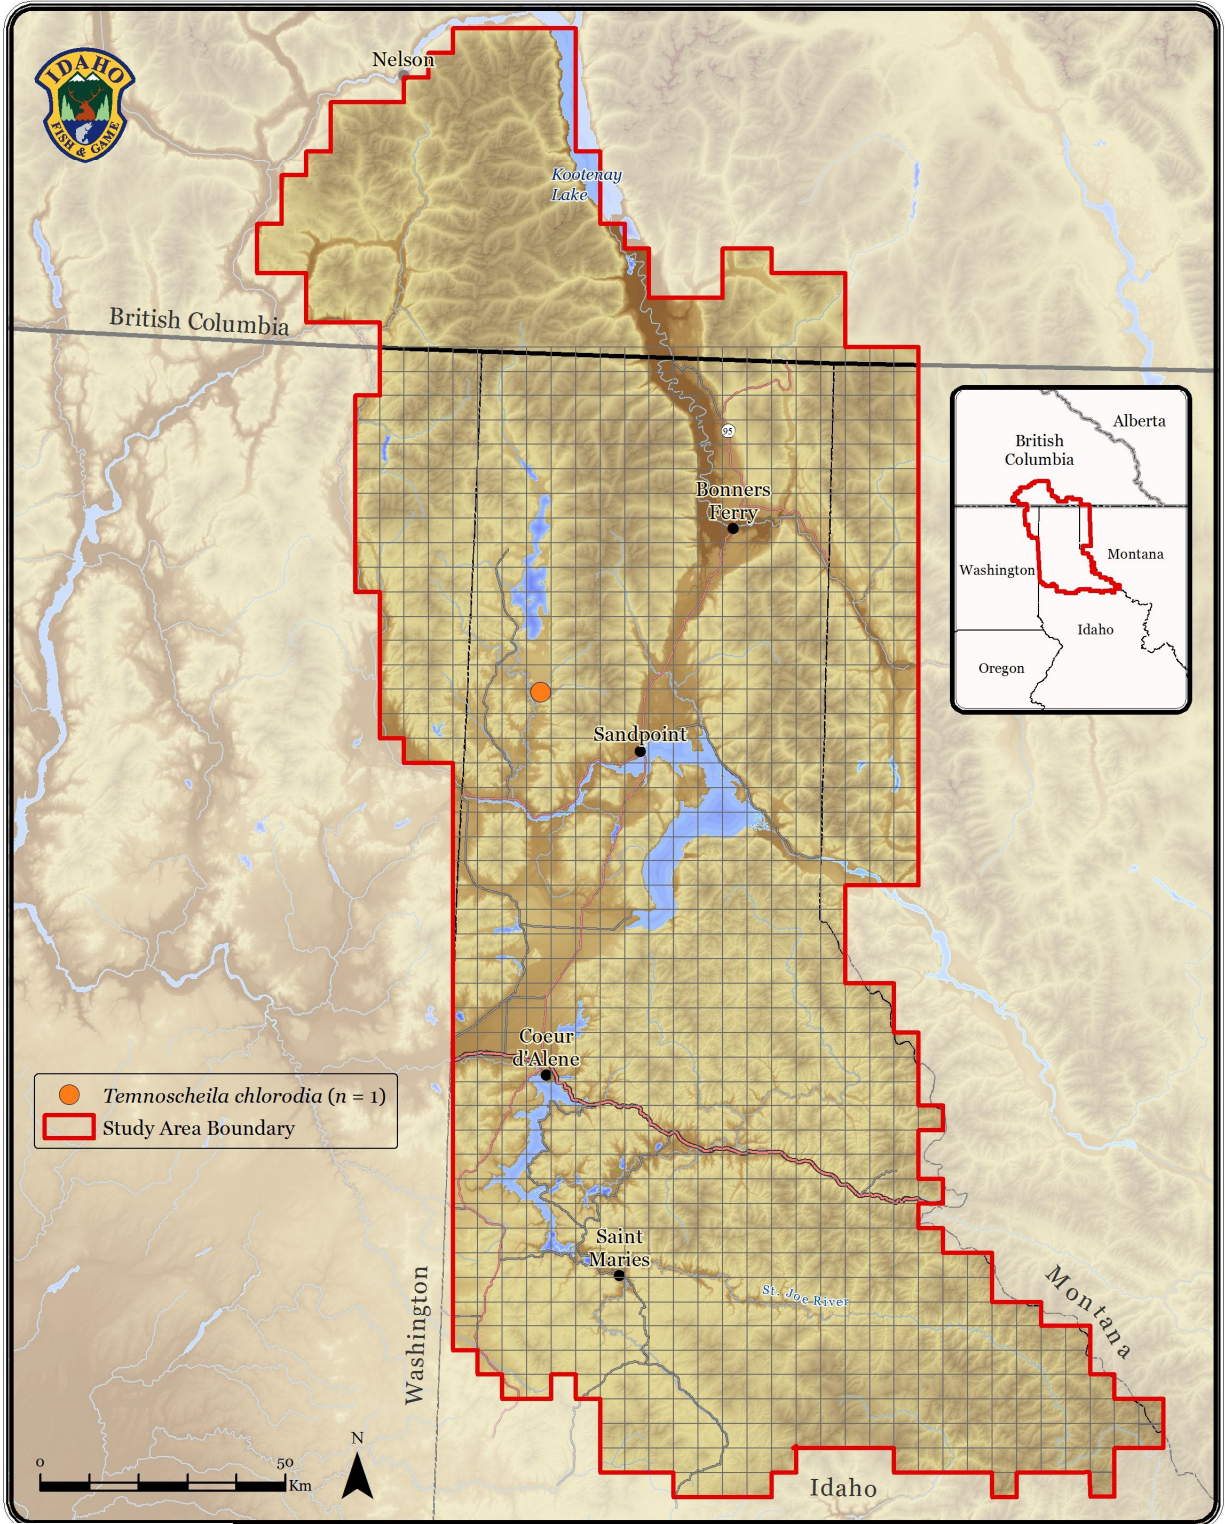 IDAHO
FISH & GAME
Nelson
Kootenay
Lake
British Columbia
95
Bonners
Ferry
Alberta
British
Columbia
Washington
Montana
Idaho
Oregon
Sandpoint
Coeur
d'Alene
Temnoscheila chlorodia (n = 1)
Study Area Boundary
Saint
Maries
St. Joe River
Washington
Montana
Idaho
0 50
Km
N